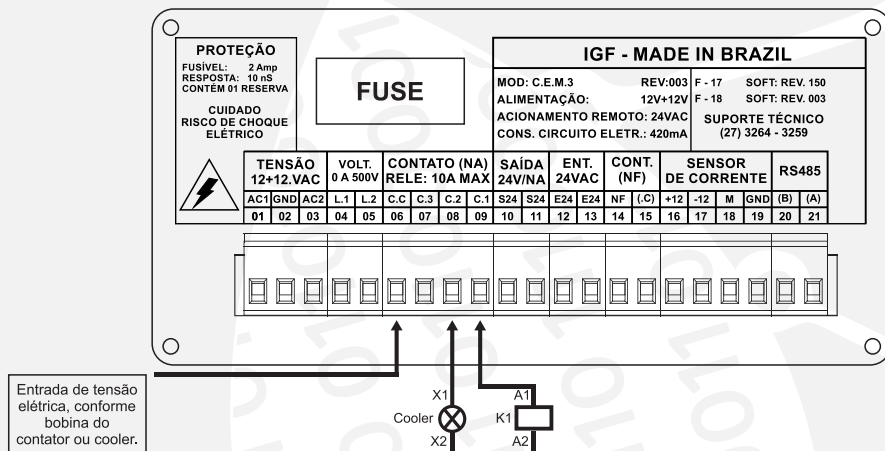 PROTEÇÃO
FUSÍVEL: 2 Amp
RESPOSTA: 10 nS
CONTÉM 01 RESERVA
CUIDADO
RISCO DE CHOQUE
ELÉTRICO
FUSE
IGF - MADE IN BRAZIL
MOD: C.E.M.3 REV:003
ALIMENTAÇÃO: 12V+12V
ACIONAMENTO REMOTO: 24VAC
CONS. CIRCUITO ELETR.: 420mA
F - 17 SOFT: REV. 150
F - 18 SOFT: REV. 003
SUPORTE TÉCNICO
(27) 3264 - 3259
TENSÃO
12+12.VAC
VOLT.
0 A 500V
CONTATO (NA)
RELE: 10A MAX
SAÍDA
24V/NA
ENT.
24VAC
CONT.
(NF)
SENSOR
DE CORRENTE
RS485
AC1 GND AC2 L.1 L.2 C.C C.3 C.2 C.1 S24 S24 E24 E24 NF (.C) +12 -12 M GND (B) (A)
01 02 03 04 05 06 07 08 09 10 11 12 13 14 15 16 17 18 19 20 21
Entrada de tensão
elétrica, conforme
bobina do
contator ou cooler.
X1
Cooler
X2
A1
K1
A2